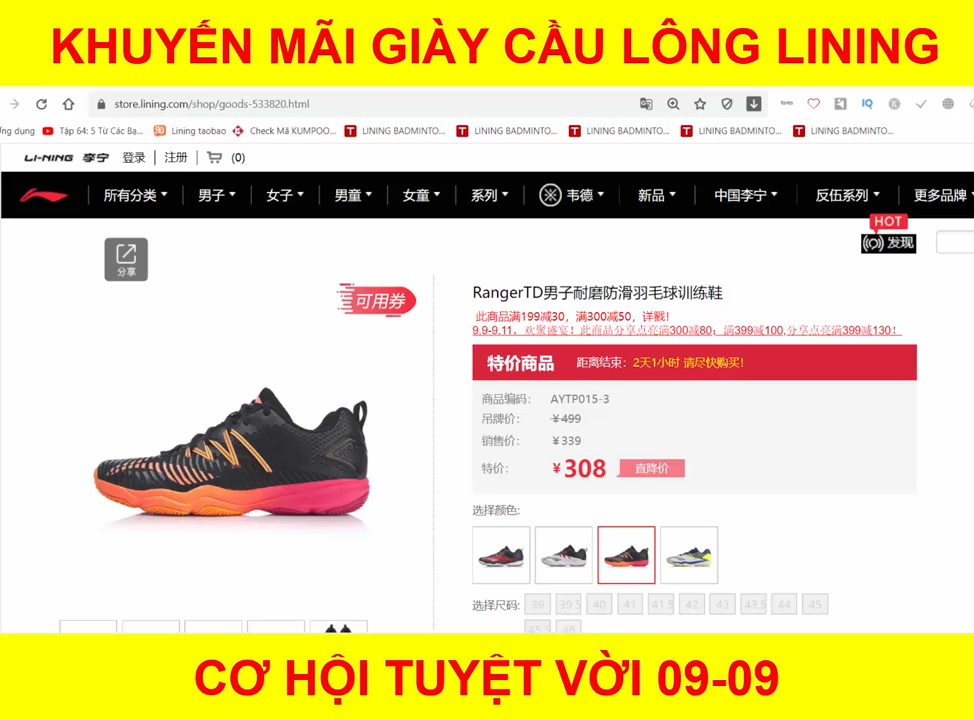 KHUYẾN MÃI GIÀY CẦU LÔNG LINING
store.lining.com/shop/goods-533820.html
ứng dụng Tập 64: 5 Từ Các Bạ... Lining taobao Check Mã KUMPOO... LINING BADMINTO... LINING BADMINTO... LINING BADMINTO... LINING BADMINTO... LINING BADMINTO...
LI-NING 李宁 登录 注册 (0)
所有分类 男子 女子 男童 女童 系列 韦德 新品 中国李宁 反伍系列 更多品牌
HOT
发现
分享
可用券
RangerTD男子耐磨防滑羽毛球训练鞋
此商品满199减30，满300减50，详戳!
9.9-9.11，欢聚盛宴！此商品分享点亮满300减80；满399减100,分享点亮满399减130！
特价商品 距离结束: 2天1小时 请尽快购买!
商品编码: AYTP015-3
吊牌价: ¥499
销售价: ¥339
特价: ¥308 直降价
选择颜色:
选择尺码: 39 39.5 40 41 41.5 42 43 43.5 44 45
45.5 46
CƠ HỘI TUYỆT VỜI 09-09